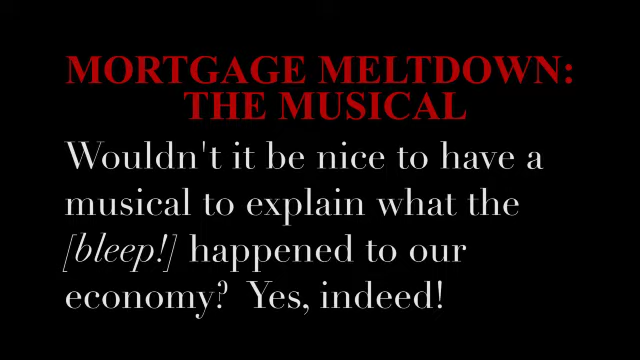 MORTGAGE MELTDOWN:
THE MUSICAL
Wouldn't it be nice to have a
musical to explain what the
[bleep!] happened to our
economy?  Yes, indeed!